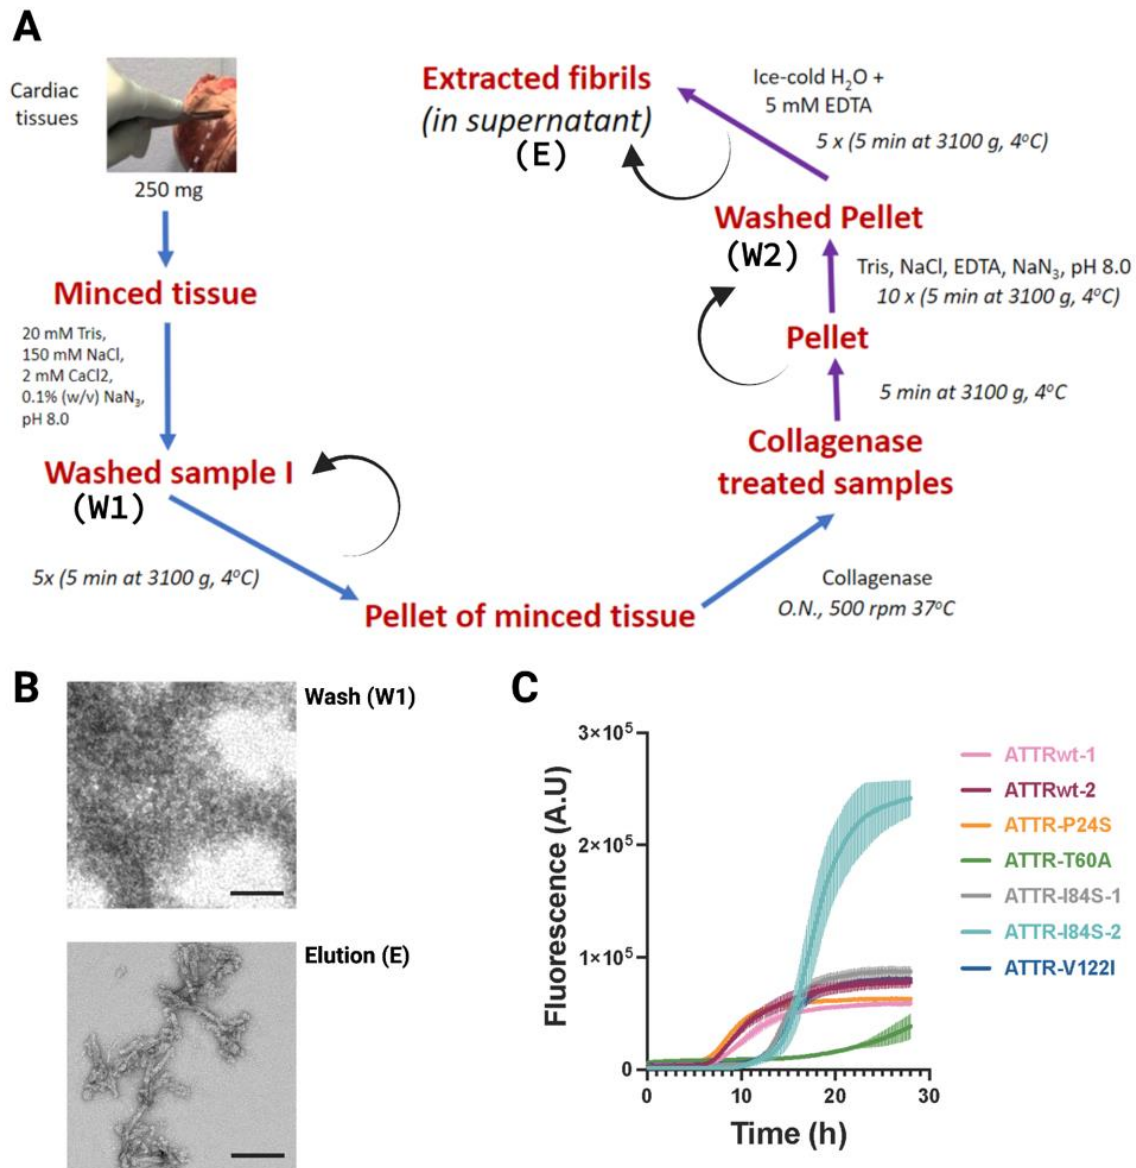 A
Cardiac
tissues
250 mg
Minced tissue
20 mM Tris,
150 mM NaCl,
2 mM CaCl2,
0.1% (w/v) NaN₃,
pH 8.0
Washed sample I
(W1)
5x (5 min at 3100 g, 4ºC)
Pellet of minced tissue
Collagenase
O.N., 500 rpm 37ºC
Collagenase
treated samples
5 min at 3100 g, 4ºC
Pellet
Tris, NaCl, EDTA, NaN₃, pH 8.0
10 x (5 min at 3100 g, 4ºC)
Washed Pellet
(W2)
Ice-cold H₂O +
5 mM EDTA
5 x (5 min at 3100 g, 4ºC)
Extracted fibrils
(in supernatant)
(E)
B
Wash (W1)
Elution (E)
C
Fluorescence (A.U)
3×10⁵
2×10⁵
1×10⁵
0
0 10 20 30
Time (h)
ATTRwt-1
ATTRwt-2
ATTR-P24S
ATTR-T60A
ATTR-I84S-1
ATTR-I84S-2
ATTR-V122I